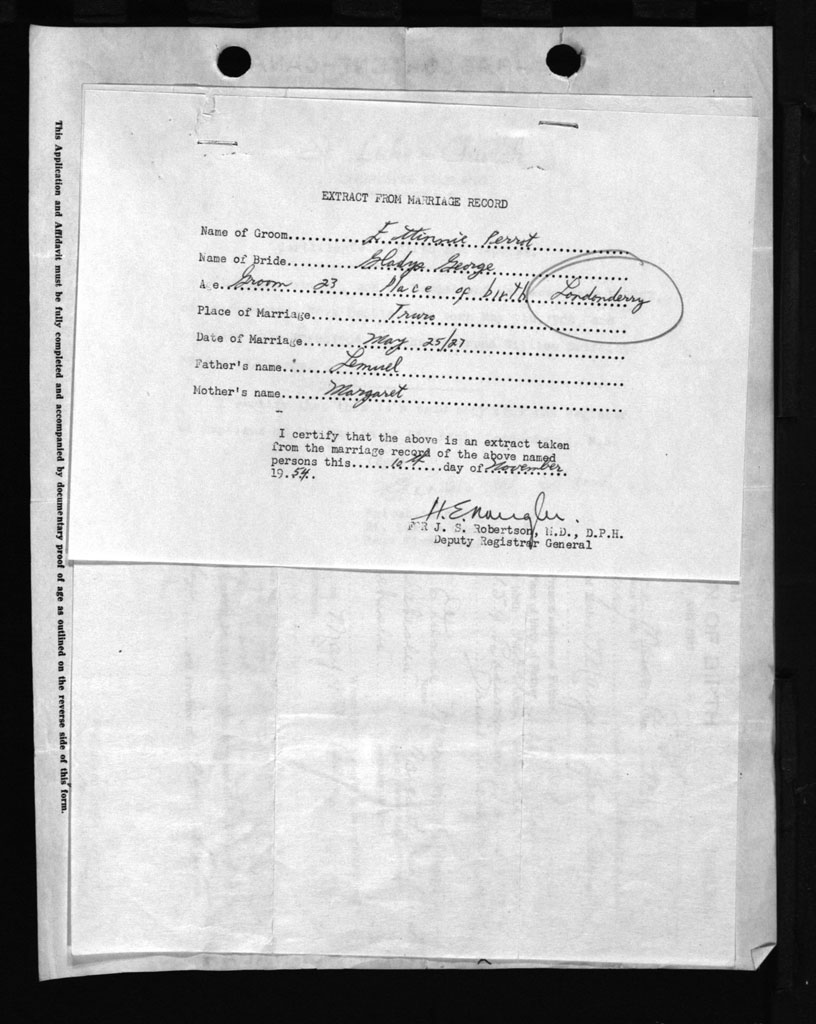 EXTRACT FROM MARRIAGE RECORD
Name of Groom..........F. Minnis Perrot
Name of Bride..........Gladys George
Age Groom 23 Place of birth Londonderry
Place of Marriage..........Truro
Date of Marriage..........May 25/27
Father's name..........Lemuel
Mother's name..........Margaret
I certify that the above is an extract taken
from the marriage record of the above named
persons this......10th....day of November
19.54.
H.E.
FOR J. S. Robertson, M.D., D.P.H.
Deputy Registrar General
This Application and Affidavit must be fully completed and accompanied by documentary proof of age as outlined on the reverse side of this form.